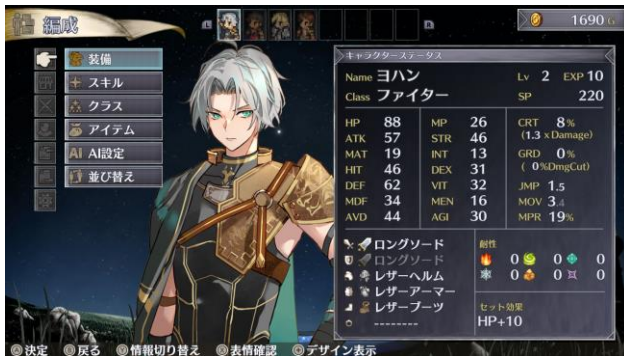 編成
L
R
1690 G
装備
スキル
クラス
アイテム
AI AI設定
並び替え
キャラクターステータス
Name ヨハン Lv 2 EXP 10
Class ファイター SP 220
HP 88 MP 26 CRT 8%
ATK 57 STR 46 (1.3 x Damage)
MAT 19 INT 13 GRD 0%
HIT 46 DEX 31 ( 0%DmgCut)
DEF 62 VIT 32 JMP 1.5
MDF 34 MEN 16 MOV 3.4
AVD 44 AGI 30 MPR 19%
ロングソード 耐性
ロングソード 0 0 0
レザーヘルム 0 0 0
レザーアーマー
レザーブーツ セット効果
-------- HP+10
決定 戻る 情報切り替え 表情確認 デザイン表示